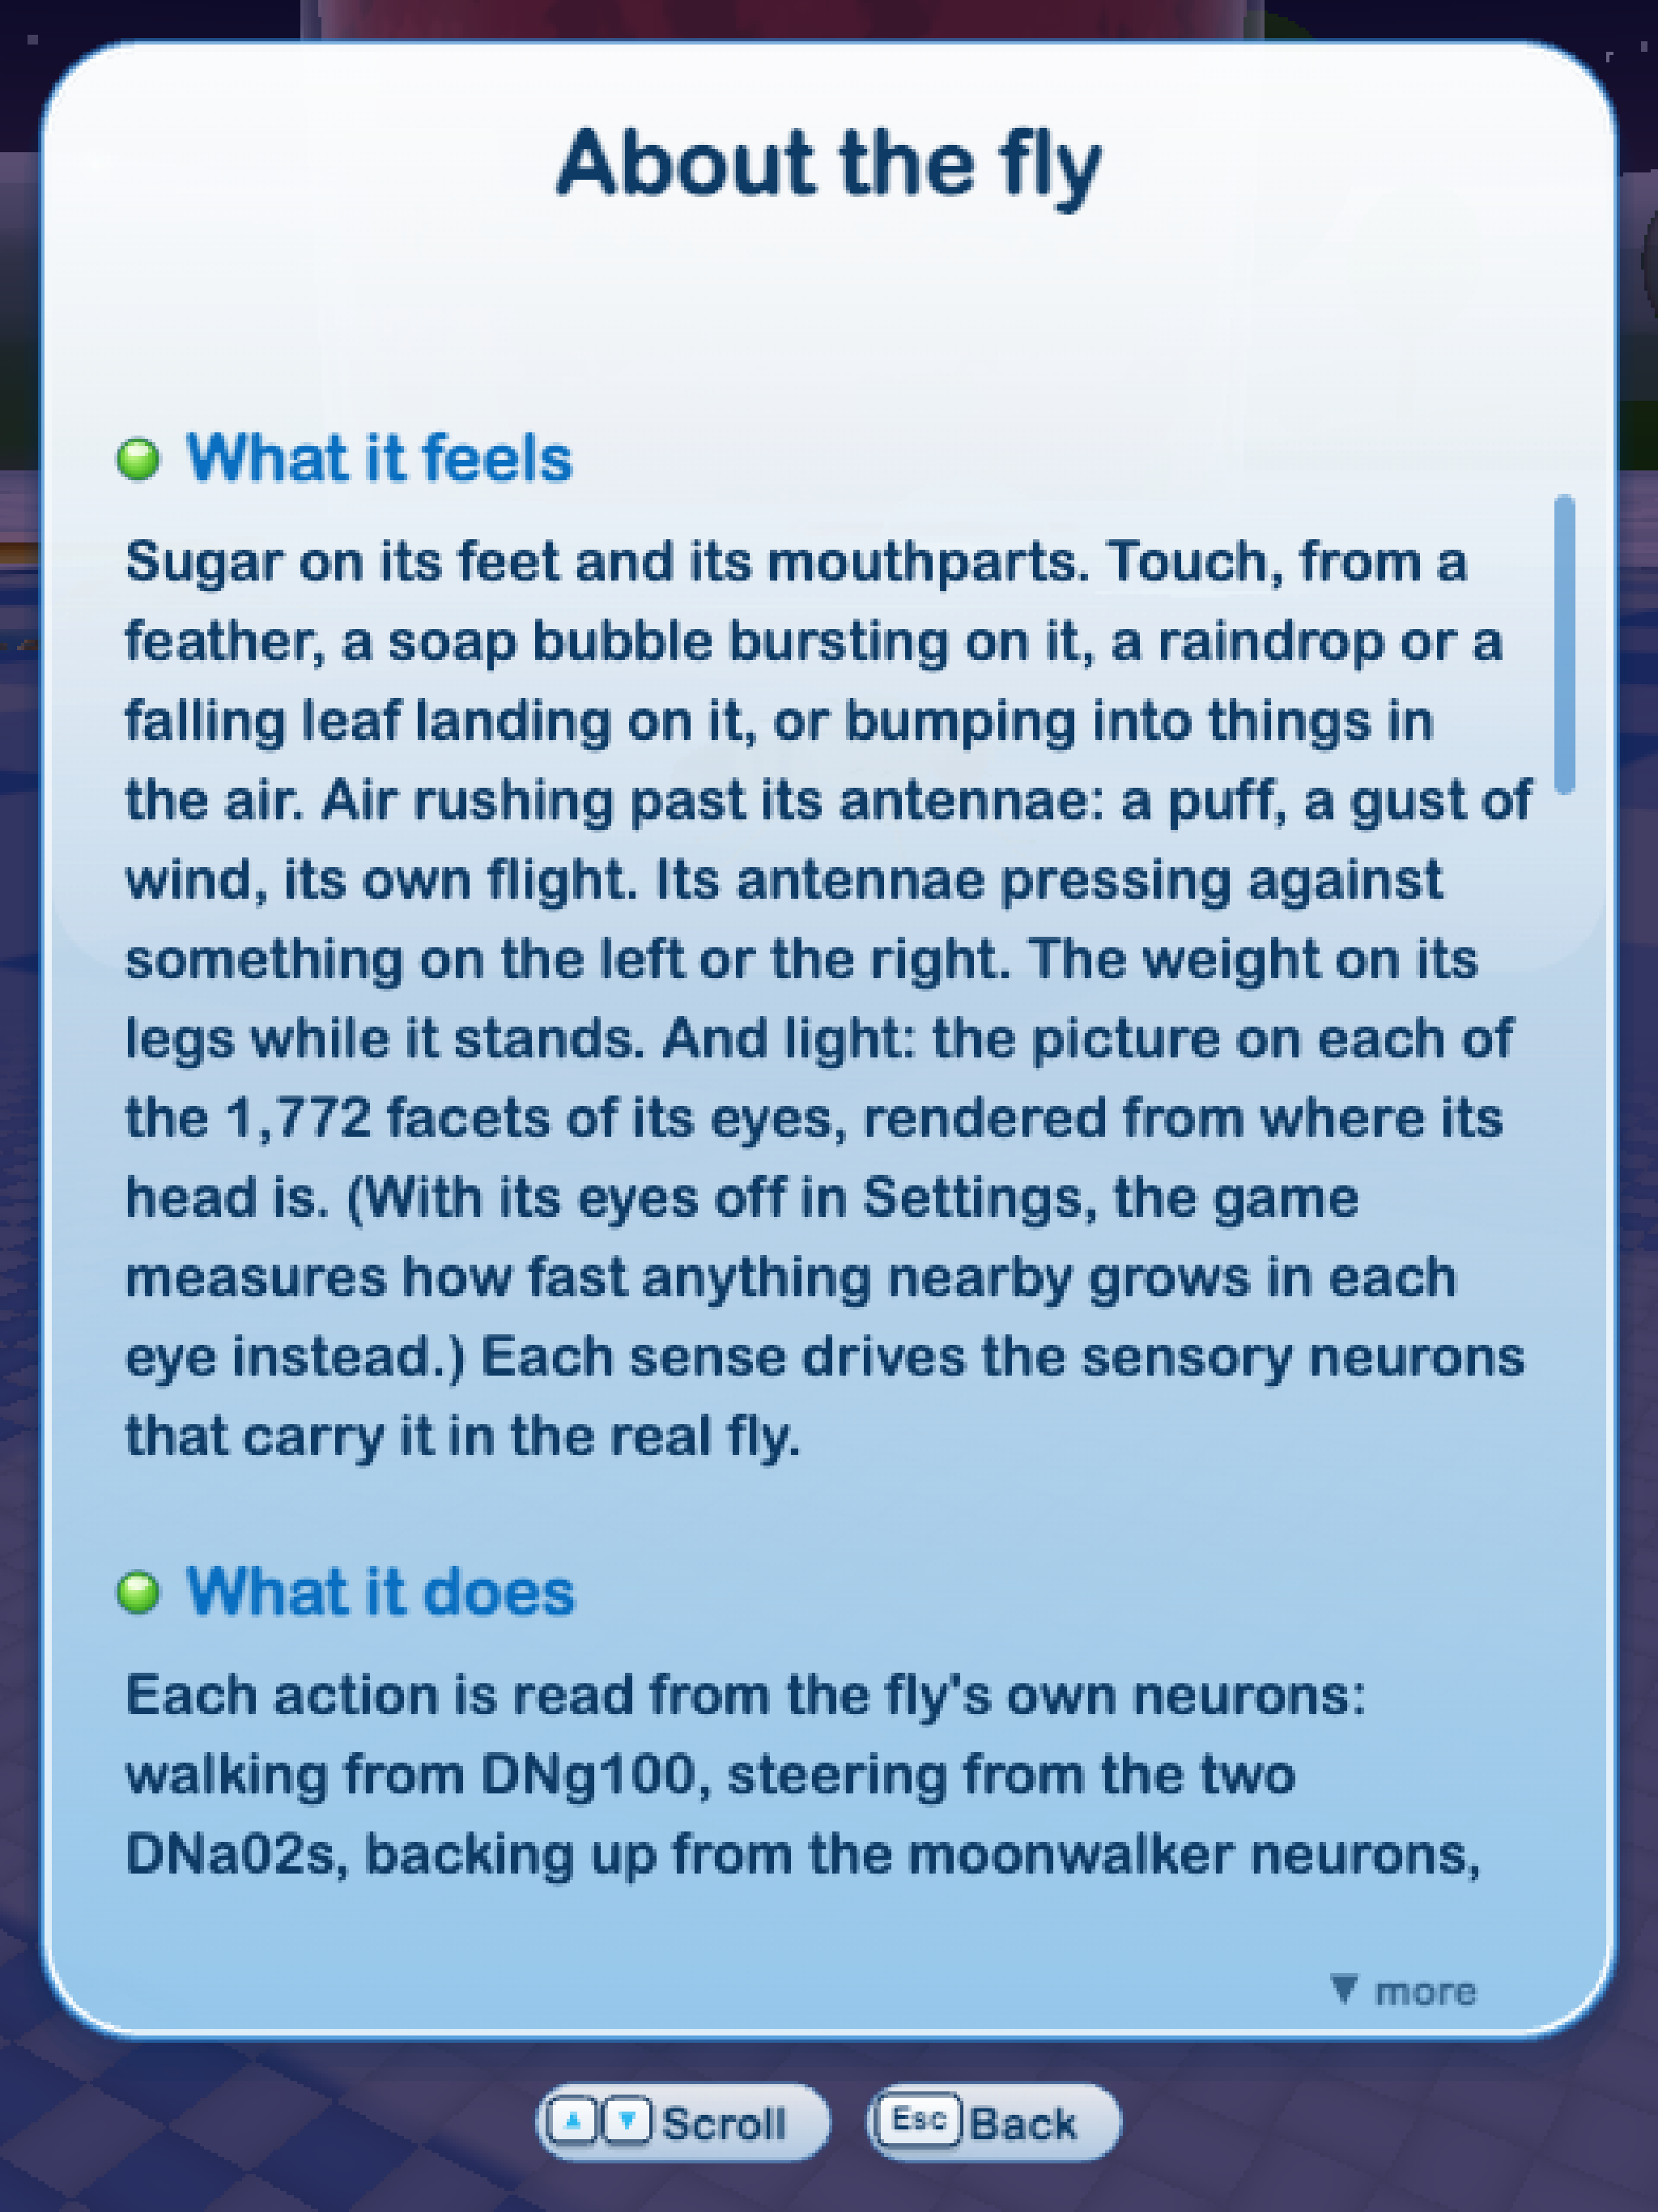 About the fly
What it feels
Sugar on its feet and its mouthparts. Touch, from a
feather, a soap bubble bursting on it, a raindrop or a
falling leaf landing on it, or bumping into things in
the air. Air rushing past its antennae: a puff, a gust of
wind, its own flight. Its antennae pressing against
something on the left or the right. The weight on its
legs while it stands. And light: the picture on each of
the 1,772 facets of its eyes, rendered from where its
head is. (With its eyes off in Settings, the game
measures how fast anything nearby grows in each
eye instead.) Each sense drives the sensory neurons
that carry it in the real fly.
What it does
Each action is read from the fly's own neurons:
walking from DNg100, steering from the two
DNa02s, backing up from the moonwalker neurons,
▼ more
▲ ▼ Scroll Esc Back